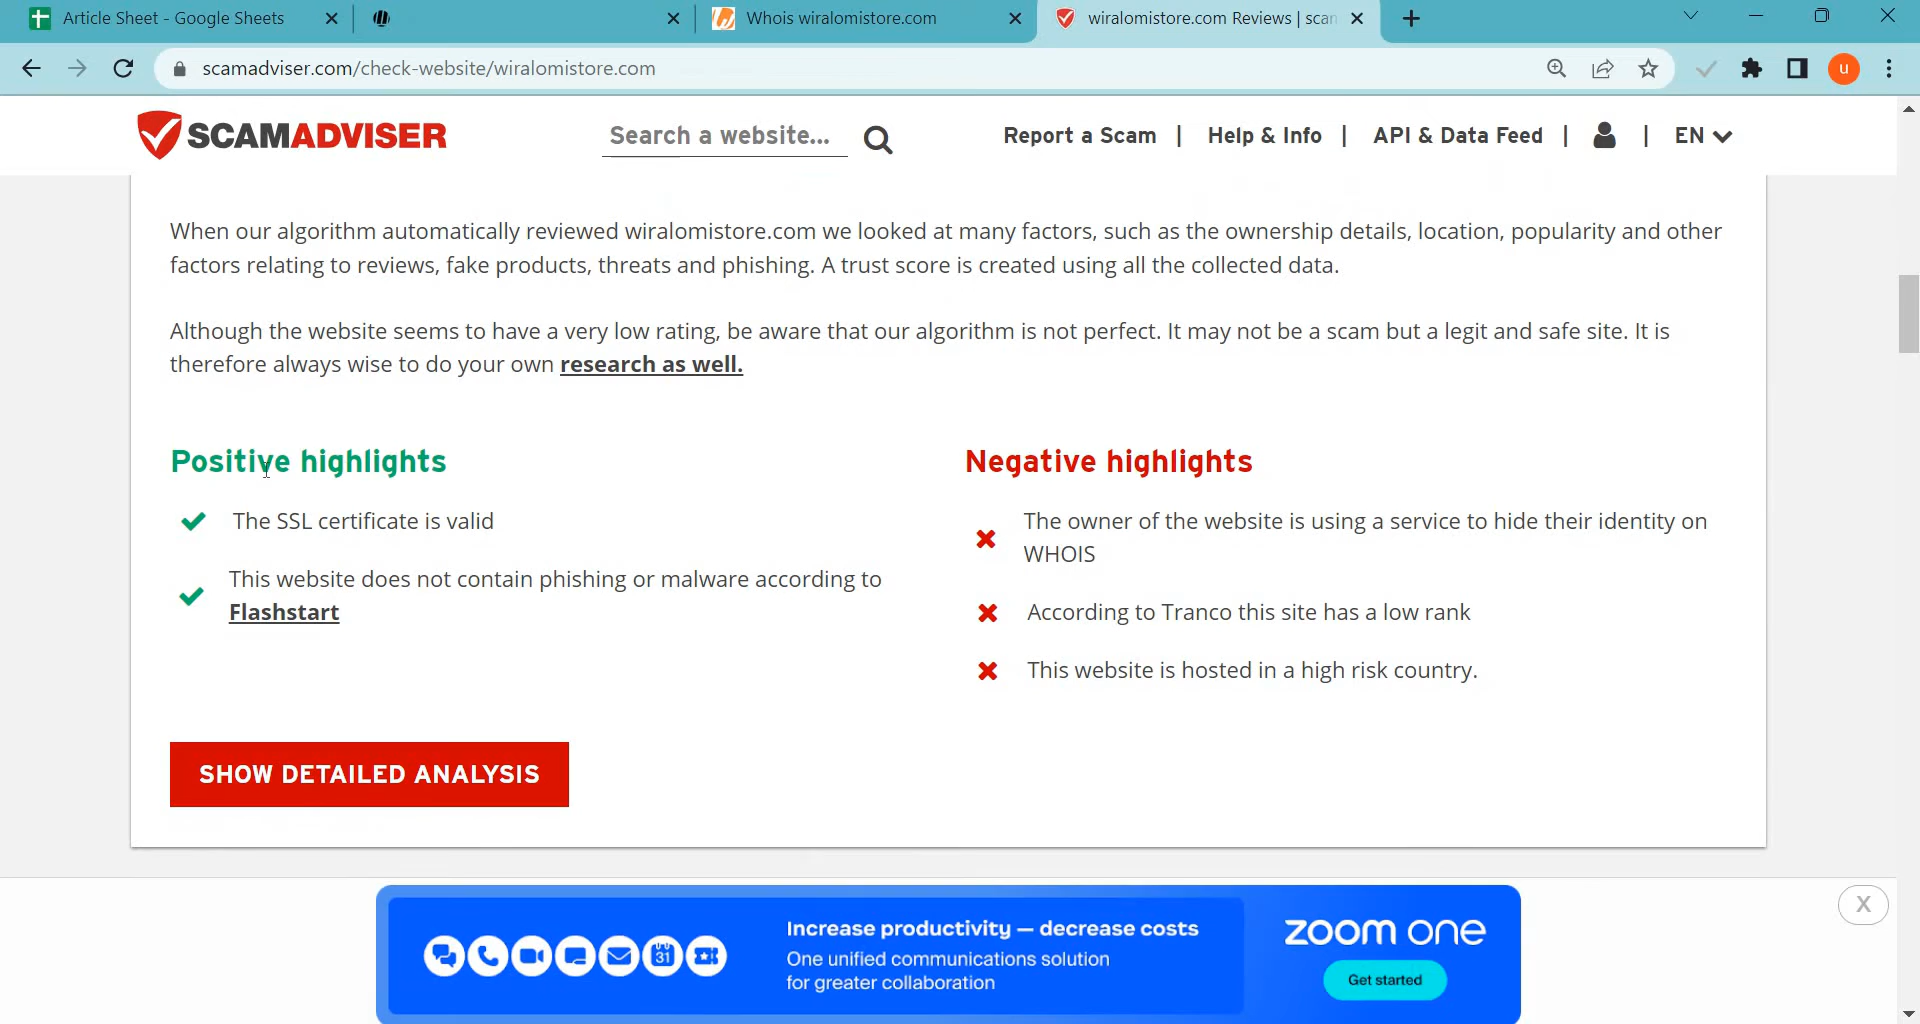 Article Sheet - Google Sheets
Whois wiralomistore.com
wiralomistore.com Reviews | scan
scamadviser.com/check-website/wiralomistore.com
u
SCAMADVISER
Search a website...
Report a Scam | Help & Info | API & Data Feed | | EN
When our algorithm automatically reviewed wiralomistore.com we looked at many factors, such as the ownership details, location, popularity and other
factors relating to reviews, fake products, threats and phishing. A trust score is created using all the collected data.
Although the website seems to have a very low rating, be aware that our algorithm is not perfect. It may not be a scam but a legit and safe site. It is
therefore always wise to do your own research as well.
Positive highlights
The SSL certificate is valid
This website does not contain phishing or malware according to
Flashstart
Negative highlights
The owner of the website is using a service to hide their identity on
WHOIS
According to Tranco this site has a low rank
This website is hosted in a high risk country.
SHOW DETAILED ANALYSIS
X
31
Increase productivity — decrease costs
One unified communications solution
for greater collaboration
zoom one
Get started